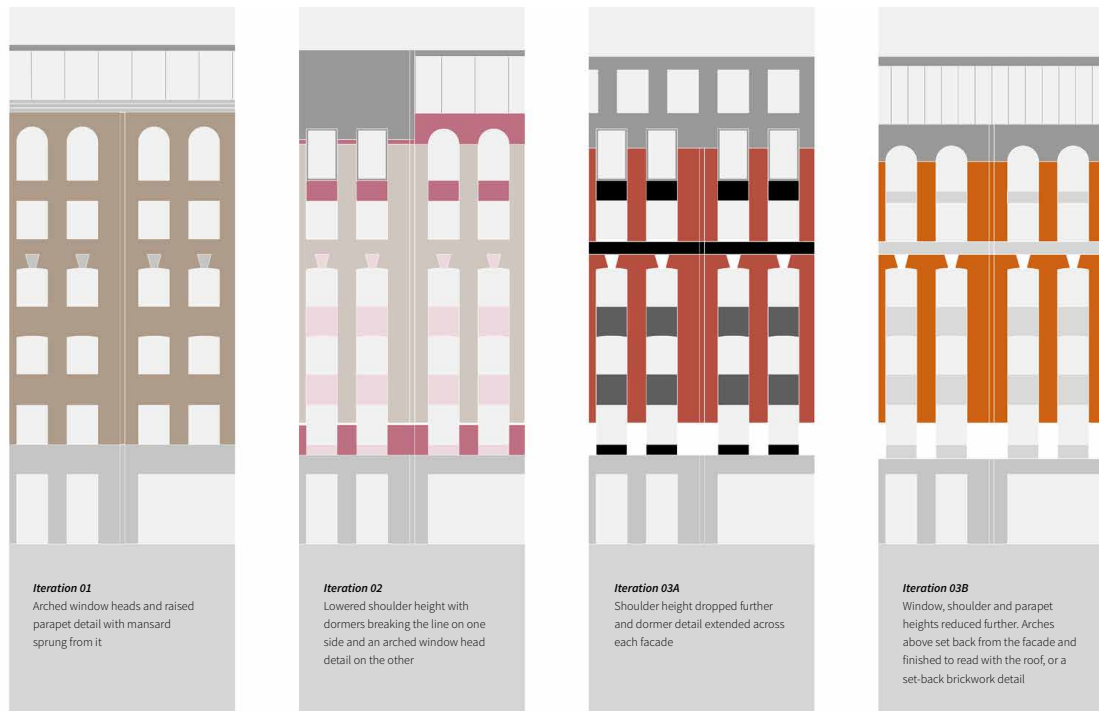 Iteration 01
Arched window heads and raised
parapet detail with mansard
sprung from it
Iteration 02
Lowered shoulder height with
dormers breaking the line on one
side and an arched window head
detail on the other
Iteration 03A
Shoulder height dropped further
and dormer detail extended across
each facade
Iteration 03B
Window, shoulder and parapet
heights reduced further. Arches
above set back from the facade and
finished to read with the roof, or a
set-back brickwork detail